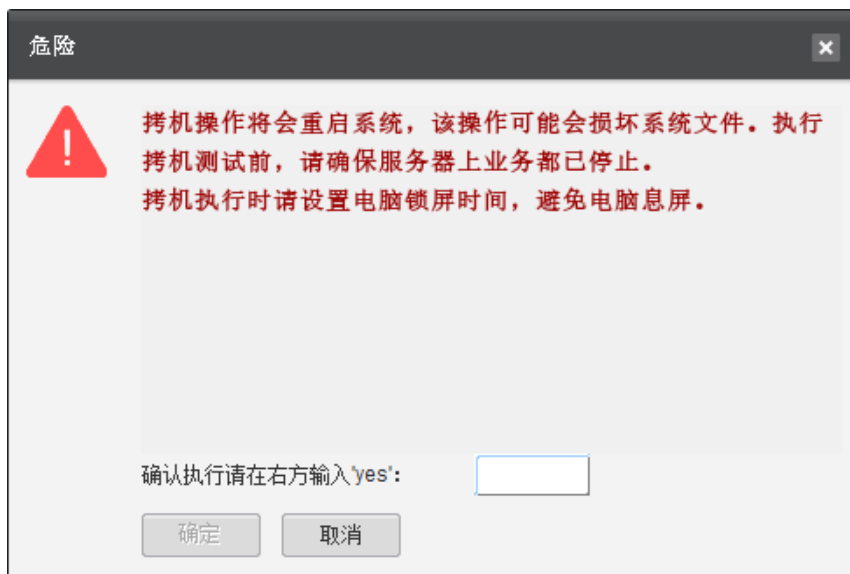 危险
拷机操作将会重启系统，该操作可能会损坏系统文件。执行
拷机测试前，请确保服务器上业务都已停止。
拷机执行时请设置电脑锁屏时间，避免电脑息屏。
确认执行请在右方输入'yes':
确定 取消